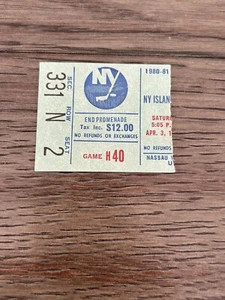 SEC. ROW SEAT
331 N 2
NY
END PROMENADE
Tax Inc. $12.00
NO REFUNDS OR EXCHANGES
GAME H40
1980-81
NY ISLAN
SATUR
5:05 P.
APR. 3, 1
NO REFUNDS
NASSAU